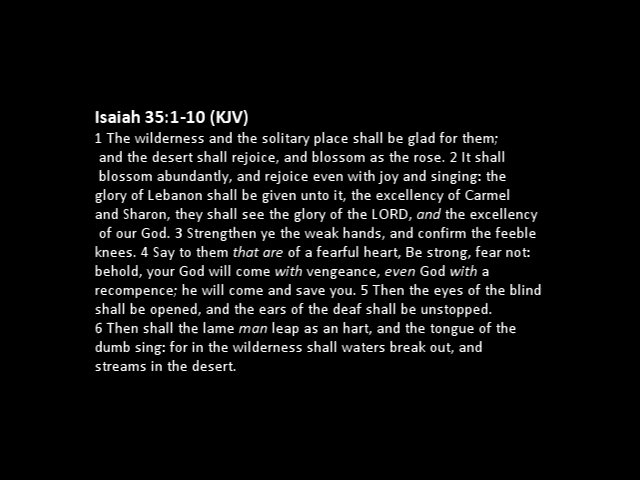 Isaiah 35:1-10 (KJV)
1 The wilderness and the solitary place shall be glad for them;
and the desert shall rejoice, and blossom as the rose. 2 It shall
blossom abundantly, and rejoice even with joy and singing: the
glory of Lebanon shall be given unto it, the excellency of Carmel
and Sharon, they shall see the glory of the LORD, and the excellency
of our God. 3 Strengthen ye the weak hands, and confirm the feeble
knees. 4 Say to them that are of a fearful heart, Be strong, fear not:
behold, your God will come with vengeance, even God with a
recompence; he will come and save you. 5 Then the eyes of the blind
shall be opened, and the ears of the deaf shall be unstopped.
6 Then shall the lame man leap as an hart, and the tongue of the
dumb sing: for in the wilderness shall waters break out, and
streams in the desert.